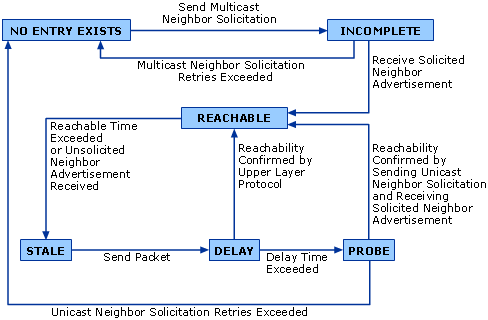 Send Multicast
Neighbor Solicitation
NO ENTRY EXISTS
INCOMPLETE
Multicast Neighbor Solicitation
Retries Exceeded
Receive Solicited
Neighbor
Advertisement
REACHABLE
Reachable Time
Exceeded
or Unsolicited
Neighbor
Advertisement
Received
Reachability
Confirmed by
Upper Layer
Protocol
Reachability
Confirmed by
Sending Unicast
Neighbor Solicitation
and Receiving
Solicited Neighbor
Advertisement
STALE
Send Packet
DELAY
Delay Time
Exceeded
PROBE
Unicast Neighbor Solicitation Retries Exceeded